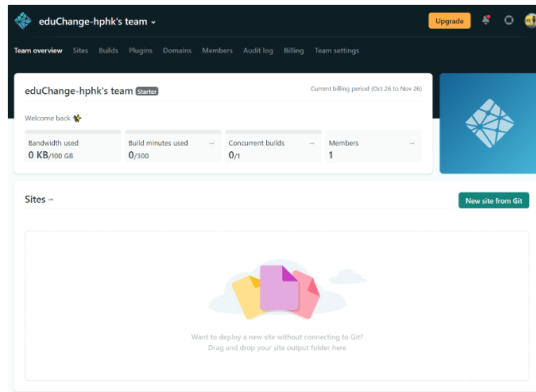 eduChange-hphk's team
Upgrade
Team overview Sites Builds Plugins Domains Members Audit log Billing Team settings
eduChange-hphk's team Starter
Current billing period (Oct 26 to Nov 26)
Welcome back
Bandwidth used
0 KB/100 GB
Build minutes used →
0/300
Concurrent builds →
0/1
Members →
1
Sites →
New site from Git
Want to deploy a new site without connecting to Git?
Drag and drop your site output folder here